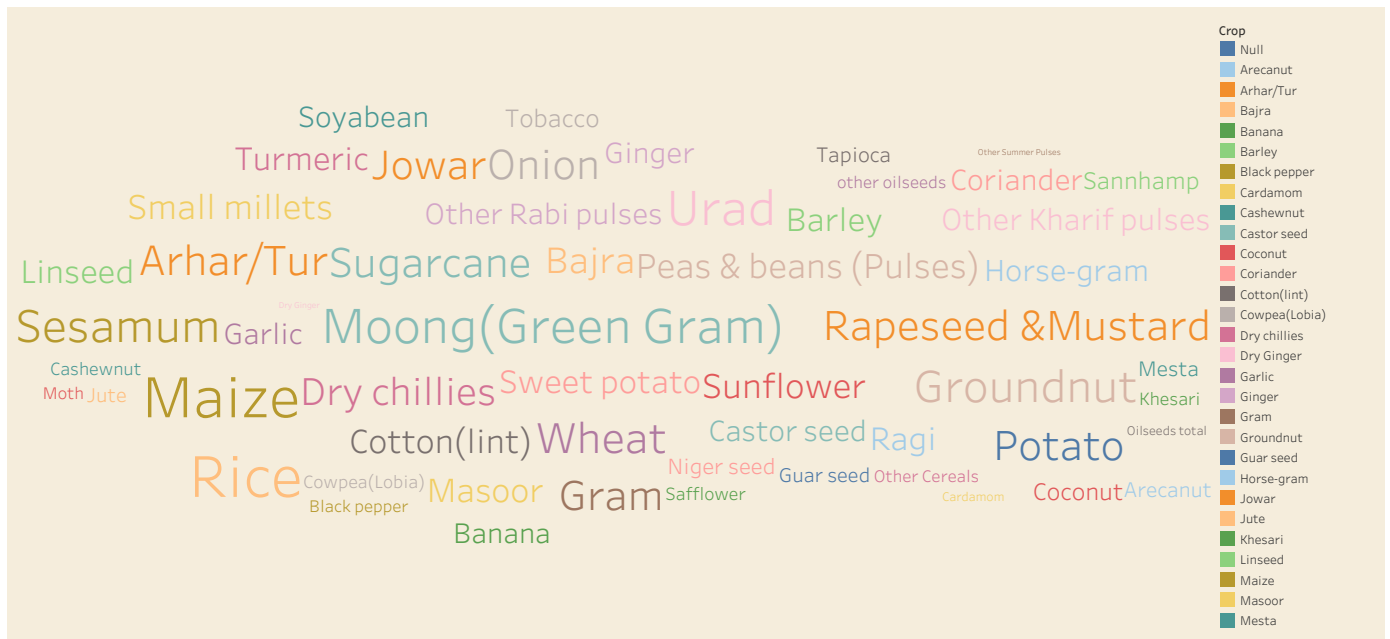 Soyabean
Tobacco
Turmeric
Jowar
Onion
Ginger
Tapioca
Other Summer Pulses
other oilseeds
Coriander
Sannhamp
Small millets
Other Rabi pulses
Urad
Barley
Other Kharif pulses
Linseed
Arhar/Tur
Sugarcane
Bajra
Peas & beans (Pulses)
Horse-gram
Dry Ginger
Sesamum
Garlic
Moong(Green Gram)
Rapeseed &Mustard
Cashewnut
Moth
Jute
Maize
Dry chillies
Sweet potato
Sunflower
Groundnut
Mesta
Khesari
Cotton(lint)
Wheat
Castor seed
Ragi
Potato
Oilseeds total
Rice
Cowpea(Lobia)
Black pepper
Masoor
Gram
Niger seed
Safflower
Guar seed
Other Cereals
Cardamom
Coconut
Arecanut
Banana
Crop
Null
Arecanut
Arhar/Tur
Bajra
Banana
Barley
Black pepper
Cardamom
Cashewnut
Castor seed
Coconut
Coriander
Cotton(lint)
Cowpea(Lobia)
Dry chillies
Dry Ginger
Garlic
Ginger
Gram
Groundnut
Guar seed
Horse-gram
Jowar
Jute
Khesari
Linseed
Maize
Masoor
Mesta